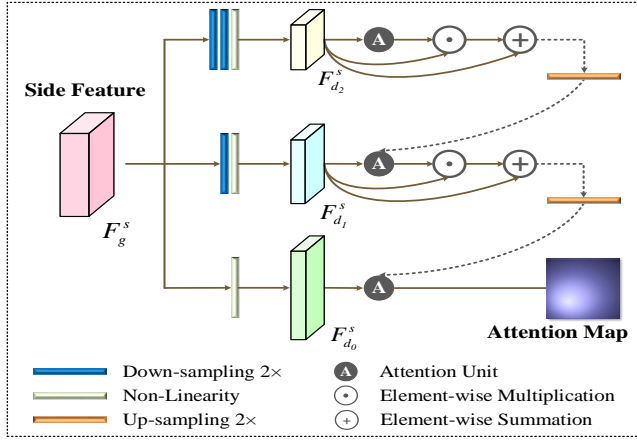 Side Feature
F_g^s
A
F_{d_2}^s
A
F_{d_1}^s
A
F_{d_0}^s
Attention Map
Down-sampling 2×
Non-Linearity
Up-sampling 2×
A Attention Unit
Element-wise Multiplication
Element-wise Summation